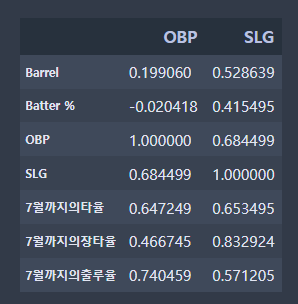 OBP SLG
Barrel 0.199060 0.528639
Batter % -0.020418 0.415495
OBP 1.000000 0.684499
SLG 0.684499 1.000000
7월까지의타율 0.647249 0.653495
7월까지의장타율 0.466745 0.832924
7월까지의출루율 0.740459 0.571205